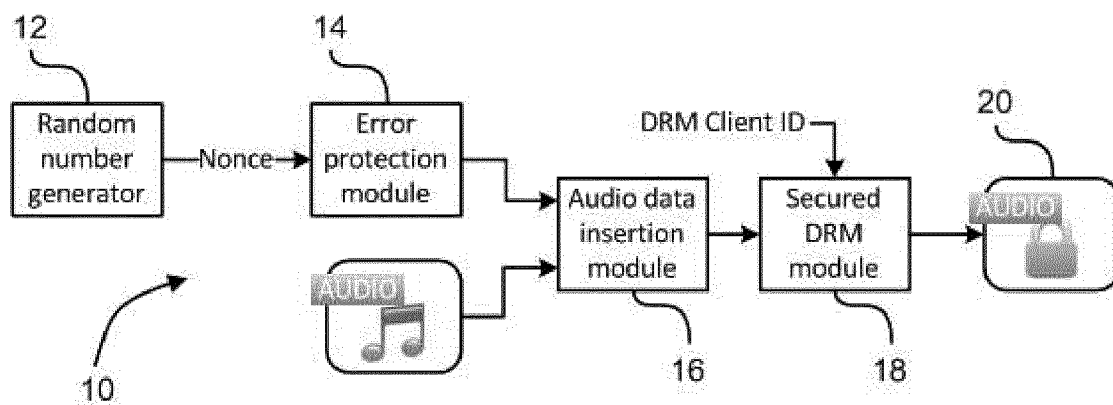 12
14
20
Random
number
generator
Nonce
Error
protection
module
DRM Client ID
AUDIO
Audio data
insertion
module
Secured
DRM
module
AUDIO
10
16
18